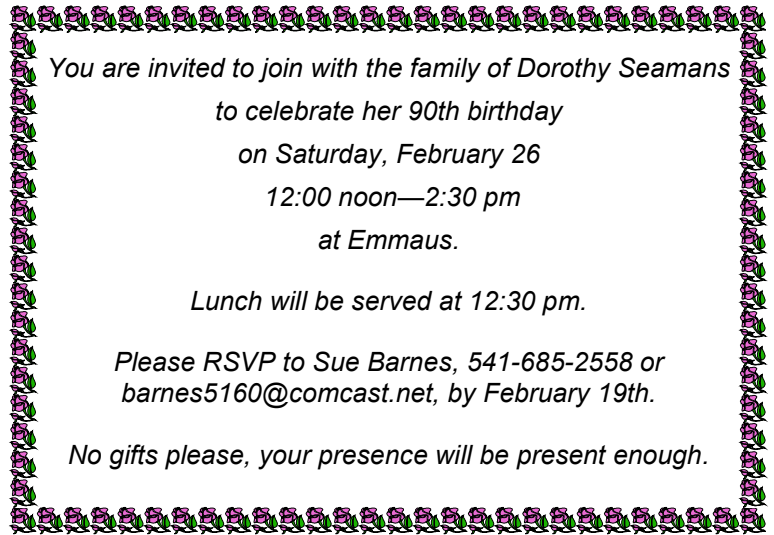 You are invited to join with the family of Dorothy Seamans
to celebrate her 90th birthday
on Saturday, February 26
12:00 noon—2:30 pm
at Emmaus.
Lunch will be served at 12:30 pm.
Please RSVP to Sue Barnes, 541-685-2558 or
barnes5160@comcast.net, by February 19th.
No gifts please, your presence will be present enough.